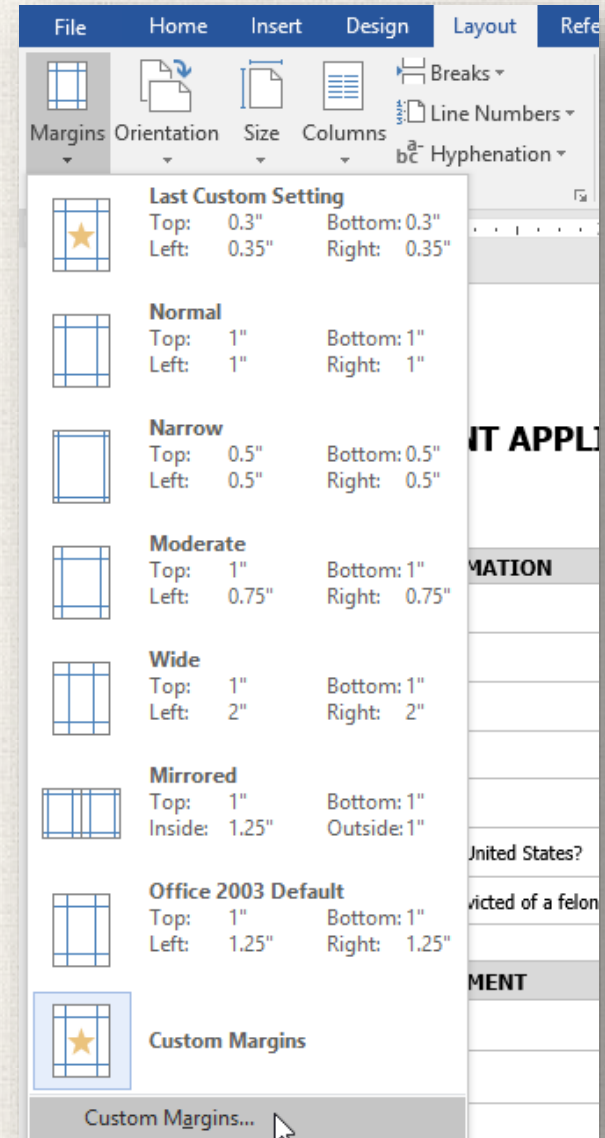 File Home Insert Design Layout Refe
Breaks
Line Numbers
Margins Orientation Size Columns
Hyphenation
Last Custom Setting
Top: 0.3" Bottom: 0.3"
Left: 0.35" Right: 0.35"
Normal
Top: 1" Bottom: 1"
Left: 1" Right: 1"
Narrow
Top: 0.5" Bottom: 0.5"
Left: 0.5" Right: 0.5"
Moderate
Top: 1" Bottom: 1"
Left: 0.75" Right: 0.75"
Wide
Top: 1" Bottom: 1"
Left: 2" Right: 2"
Mirrored
Top: 1" Bottom: 1"
Inside: 1.25" Outside: 1"
Office 2003 Default
Top: 1" Bottom: 1"
Left: 1.25" Right: 1.25"
Custom Margins
Custom Margins...
NT APPLI
MATION
United States?
victed of a felon
MENT